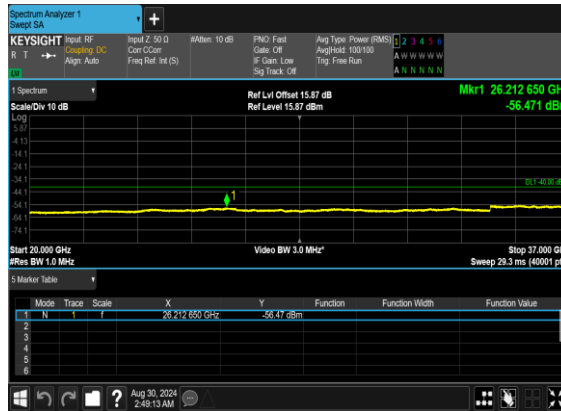 Spectrum Analyzer 1
Swept SA
+
KEYSIGHT Input: RF Input Z: 50 Ω #Atten: 10 dB PNO: Fast Avg Type: Power (RMS) 1 2 3 4 5 6
R T Coupling: DC Corr CCorr Gate: Off Avg|Hold: 100/100 A W W W W W
Align: Auto Freq Ref: Int (S) IF Gain: Low Trig: Free Run
LW Sig Track: Off A N N N N N
1 Spectrum Ref Lvl Offset 15.87 dB Mkr1 26.212 650 GH
Scale/Div 10 dB Ref Level 15.87 dBm -56.471 dB
Log
5.87
-4.13
-14.1
-24.1
-34.1
DL1 -40.00 d
-44.1
1
-54.1
-64.1
-74.1
Start 20.000 GHz Video BW 3.0 MHz* Stop 37.000 G
#Res BW 1.0 MHz Sweep 29.3 ms (40001 p
5 Marker Table
Mode Trace Scale X Y Function Function Width Function Value
1 N 1 f 26.212 650 GHz -56.47 dBm
2
3
4
5
6
? Aug 30, 2024
2:49:13 AM